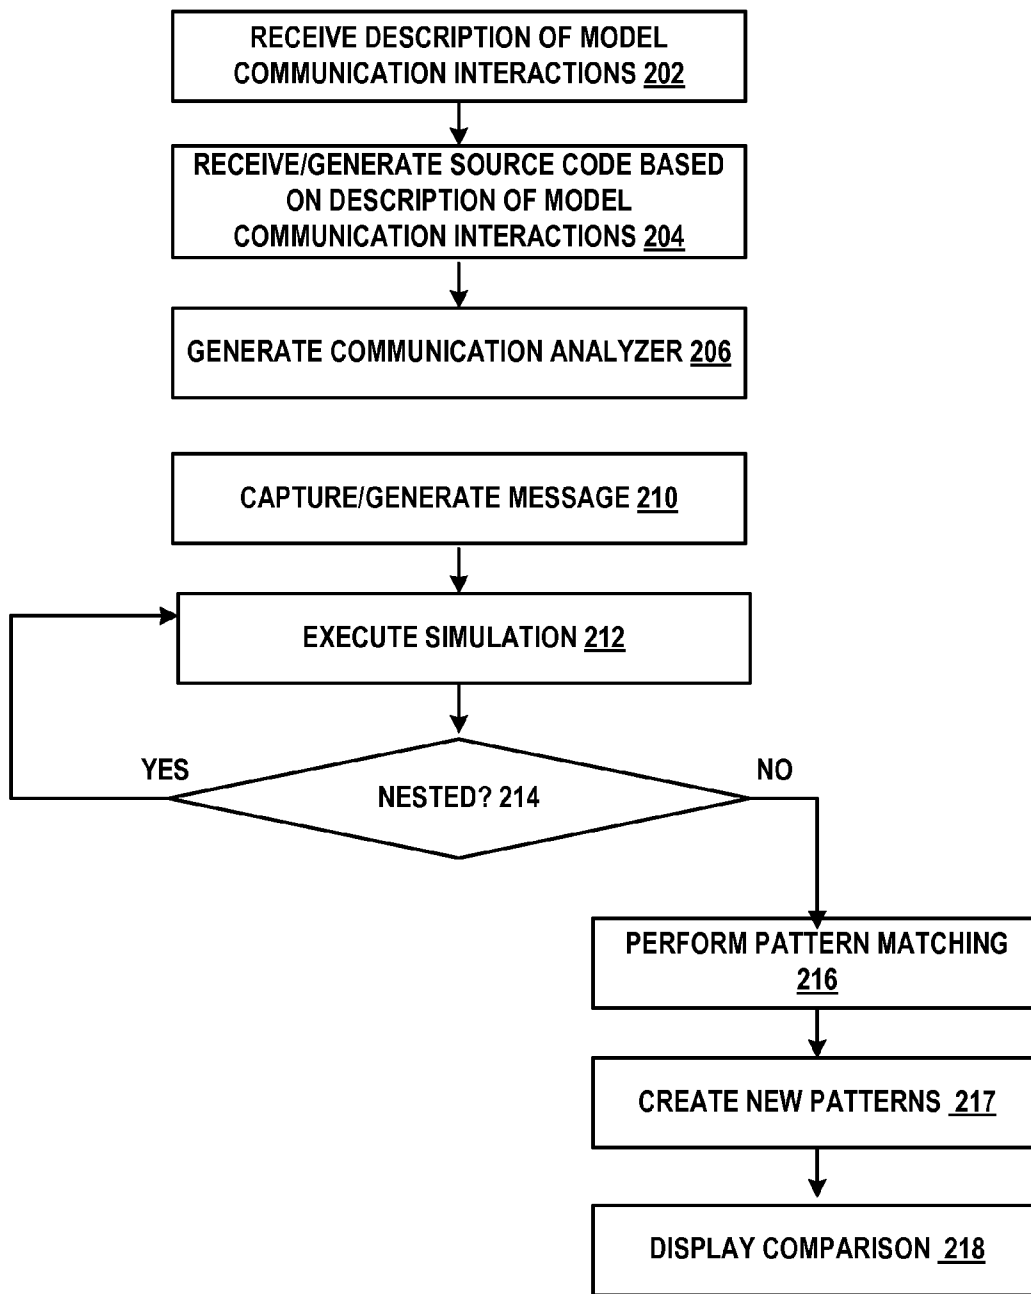 RECEIVE DESCRIPTION OF MODEL
COMMUNICATION INTERACTIONS 202
RECEIVE/GENERATE SOURCE CODE BASED
ON DESCRIPTION OF MODEL
COMMUNICATION INTERACTIONS 204
GENERATE COMMUNICATION ANALYZER 206
CAPTURE/GENERATE MESSAGE 210
EXECUTE SIMULATION 212
YES
NO
NESTED? 214
PERFORM PATTERN MATCHING
216
CREATE NEW PATTERNS 217
DISPLAY COMPARISON 218